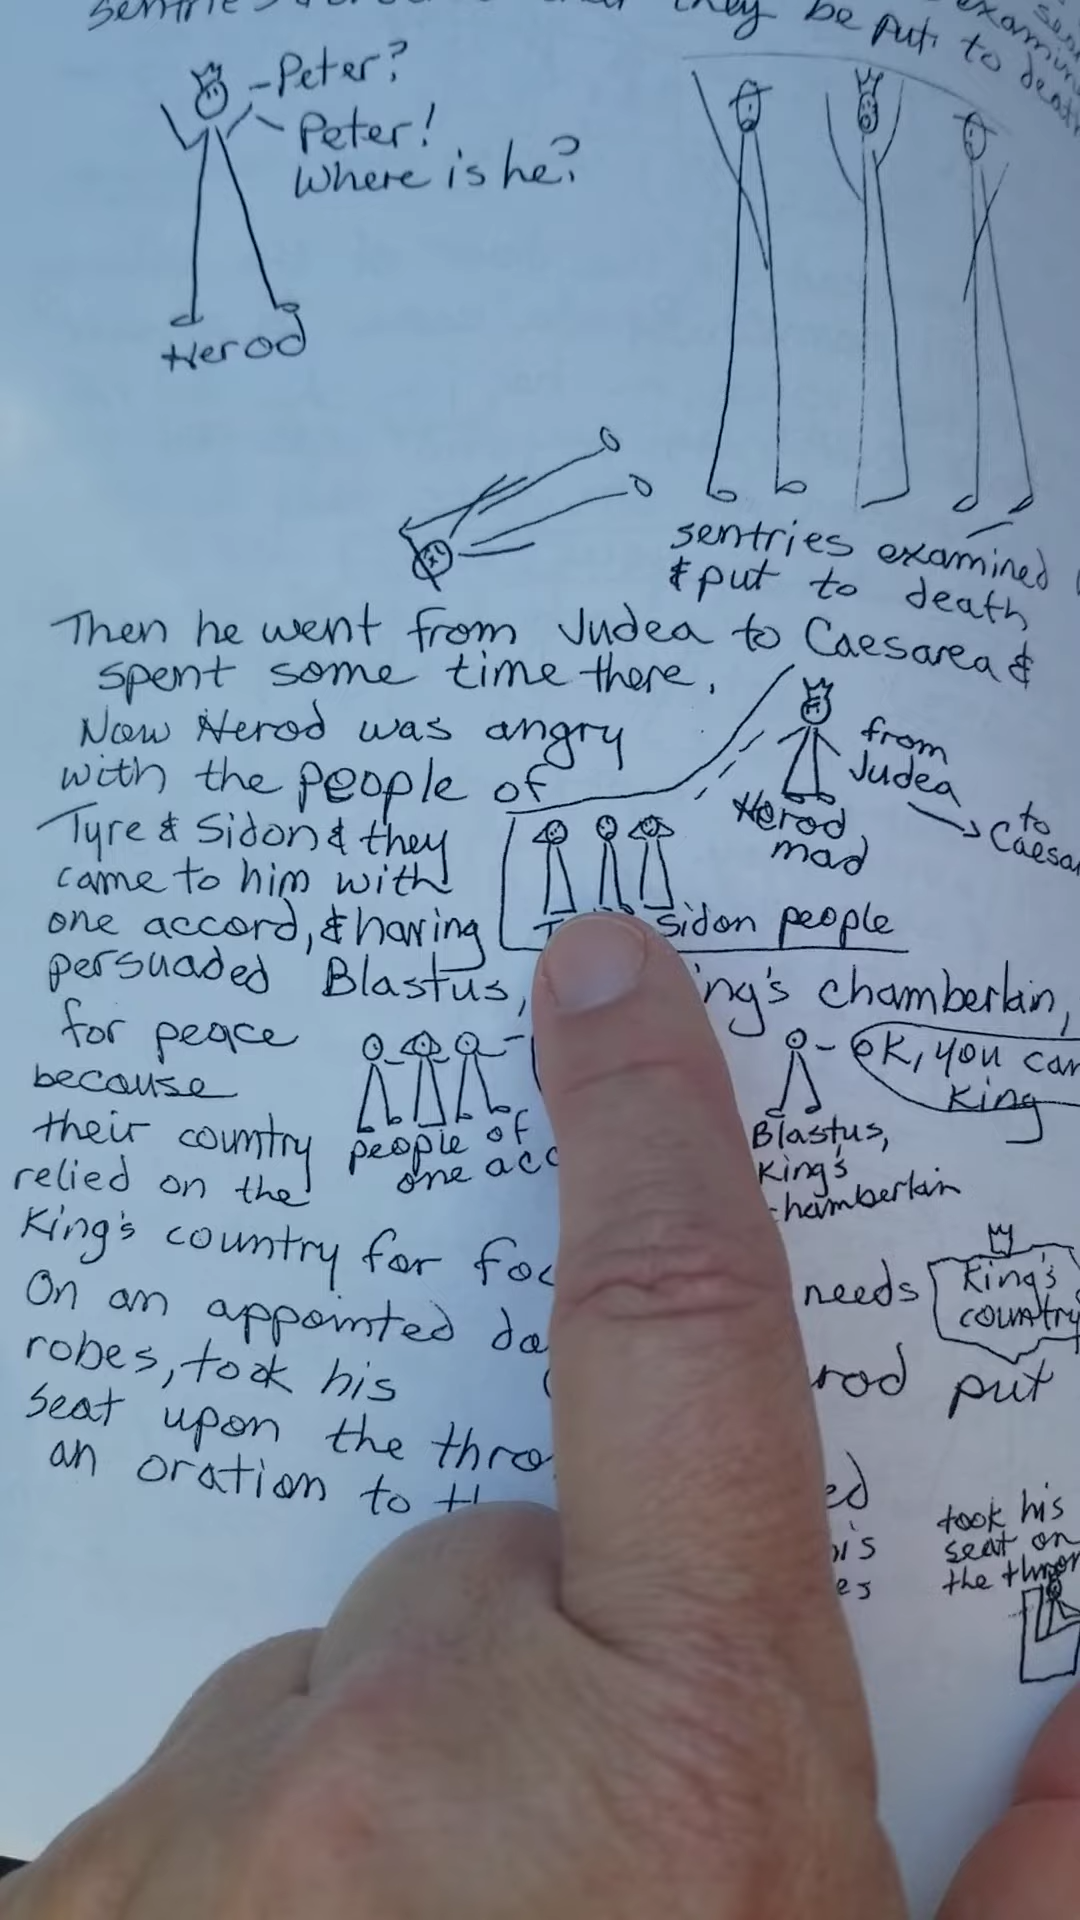 they be put to death
Peter?
Peter!
Where is he?
Herod
sentries examined
& put to death
Then he went from Judea to Caesarea &
spent some time there.
Now Herod was angry
with the people of
Tyre & Sidon & they
came to him with
one accord, & having
persuaded Blastus, chamberlain,
from
Judea
to
Herod
mad
Sidon people
for peace
because
their country
relied on the
people of
one
OK, you can
King
Blastus,
King's
King's country for needs
King's
country
On an appointed
robes, took his
seat upon the
an oration to
put
took his
seat on
the